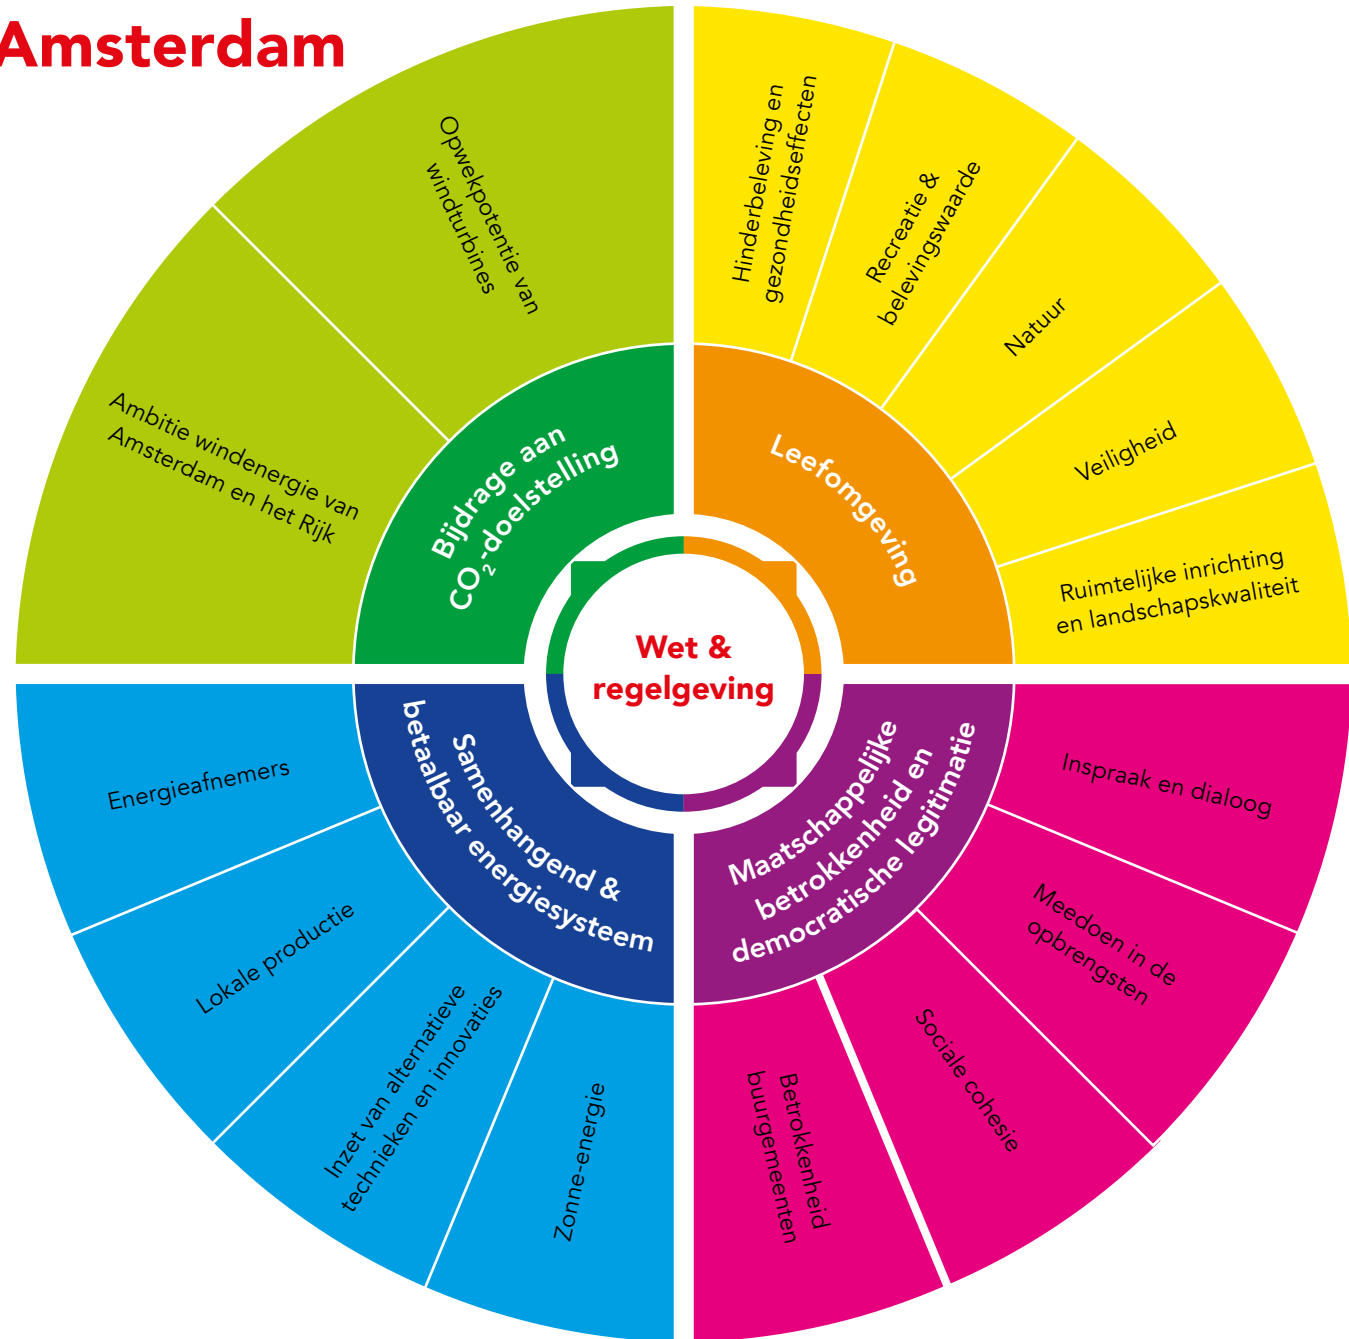 Amsterdam
Opwekpotentie van
windturbines
Ambitie windenergie van
Amsterdam en het Rijk
Bijdrage aan
CO₂-doelstelling
Hinderbeleving en
gezondheidseffecten
Recreatie &
belevingswaarde
Natuur
Veiligheid
Ruimtelijke inrichting
en landschapskwaliteit
Leefomgeving
Wet &
regelgeving
Energieafnemers
Lokale productie
Inzet van alternatieve
technieken en innovaties
Zonne-energie
Samenhangend &
betaalbaar energiesysteem
Maatschappelijke
betrokkenheid en
democratische legitimatie
Inspraak en dialoog
Meedoen in de
opbrengsten
Sociale cohesie
Betrokkenheid
buurgemeenten